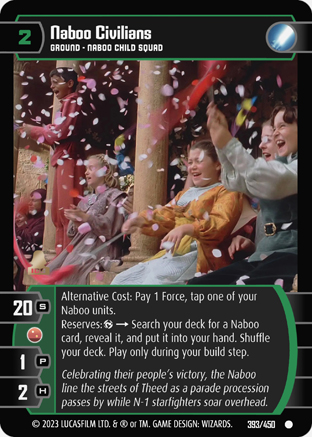 2
Naboo Civilians
GROUND - NABOO CHILD SQUAD
20 S
1 P
2 H
Alternative Cost: Pay 1 Force, tap one of your
Naboo units.
Reserves: → Search your deck for a Naboo
card, reveal it, and put it into your hand. Shuffle
your deck. Play only during your build step.
Celebrating their people's victory, the Naboo
line the streets of Theed as a parade procession
passes by while N-1 starfighters soar overhead.
© 2023 LUCASFILM LTD. & ® or TM. GAME DESIGN: WIZARDS.
393/450